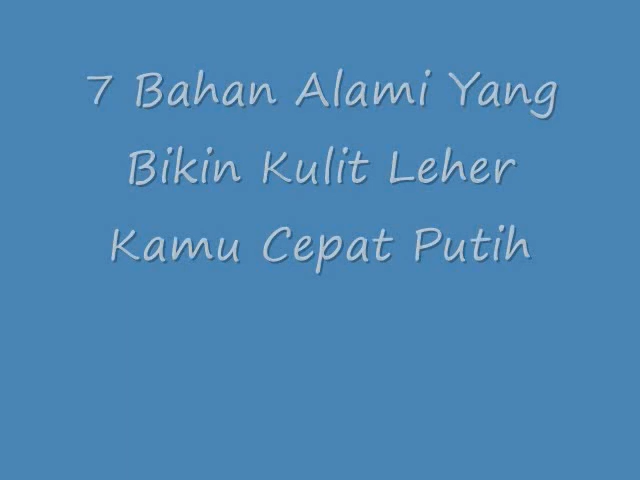 7 Bahan Alami Yang
Bikin Kulit Leher
Kamu Cepat Putih